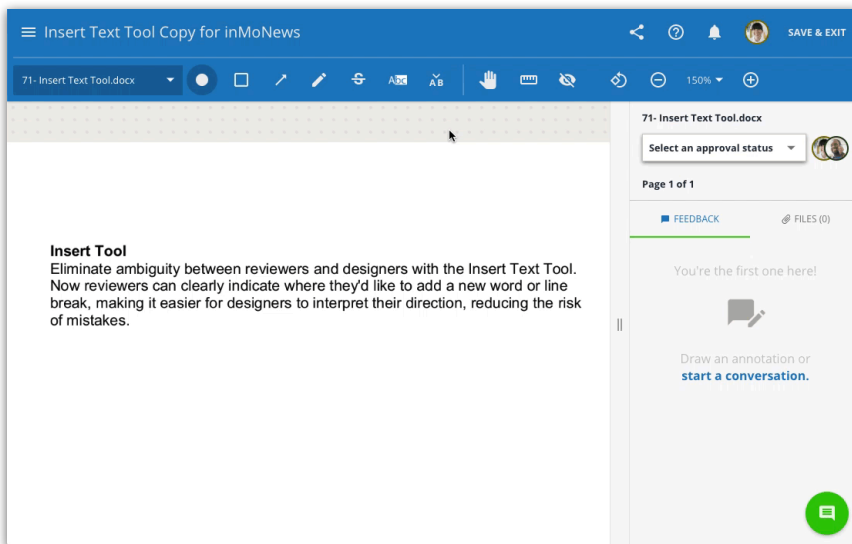 Insert Text Tool Copy for inMoNews
SAVE & EXIT
71- Insert Text Tool.docx
Abc
A B
150%
71- Insert Text Tool.docx
Select an approval status
Page 1 of 1
FEEDBACK
FILES (0)
Insert Tool
Eliminate ambiguity between reviewers and designers with the Insert Text Tool.
Now reviewers can clearly indicate where they'd like to add a new word or line
break, making it easier for designers to interpret their direction, reducing the risk
of mistakes.
You're the first one here!
Draw an annotation or
start a conversation.